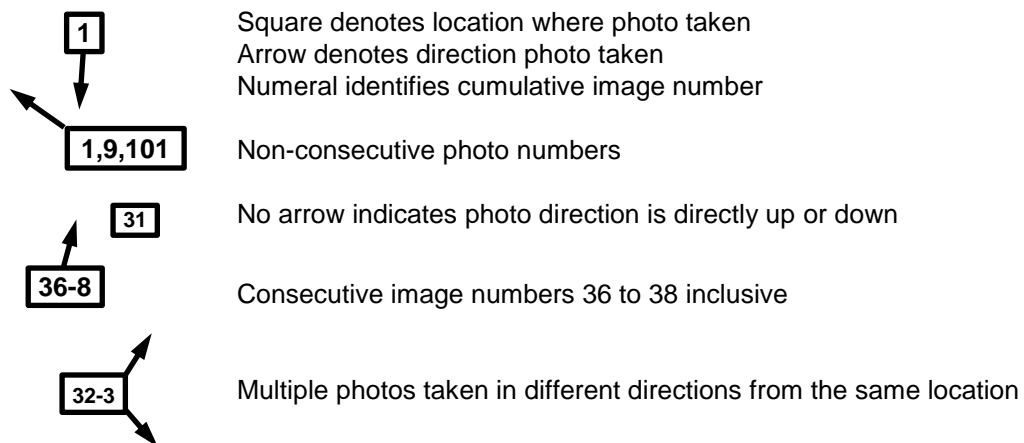 1
Square denotes location where photo taken
Arrow denotes direction photo taken
Numeral identifies cumulative image number
1,9,101
Non-consecutive photo numbers
31
No arrow indicates photo direction is directly up or down
36-8
Consecutive image numbers 36 to 38 inclusive
32-3
Multiple photos taken in different directions from the same location